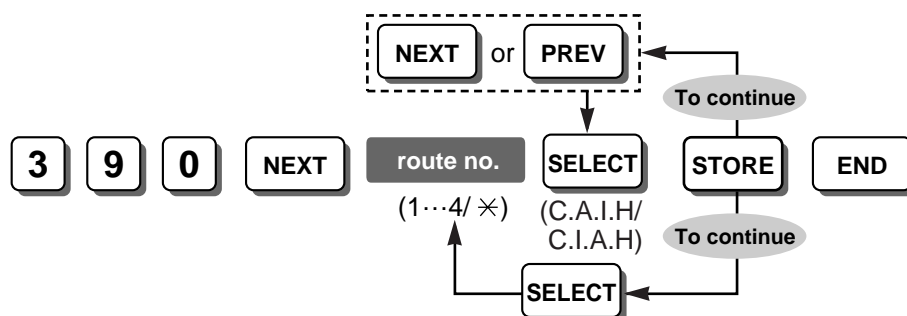 NEXT or PREV
To continue
3 9 0 NEXT route no. SELECT STORE END
(1···4/ ✳) (C.A.I.H/
C.I.A.H)
To continue
SELECT